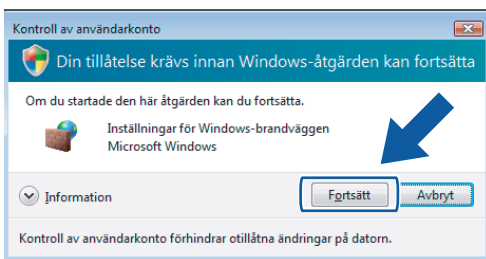 Kontroll av användarkonto
Din tillåtelse krävs innan Windows-åtgärden kan fortsätta
Om du startade den här åtgärden kan du fortsätta.
Inställningar för Windows-brandväggen
Microsoft Windows
Information Fortsätt Avbryt
Kontroll av användarkonto förhindrar otillåtna ändringar på datorn.